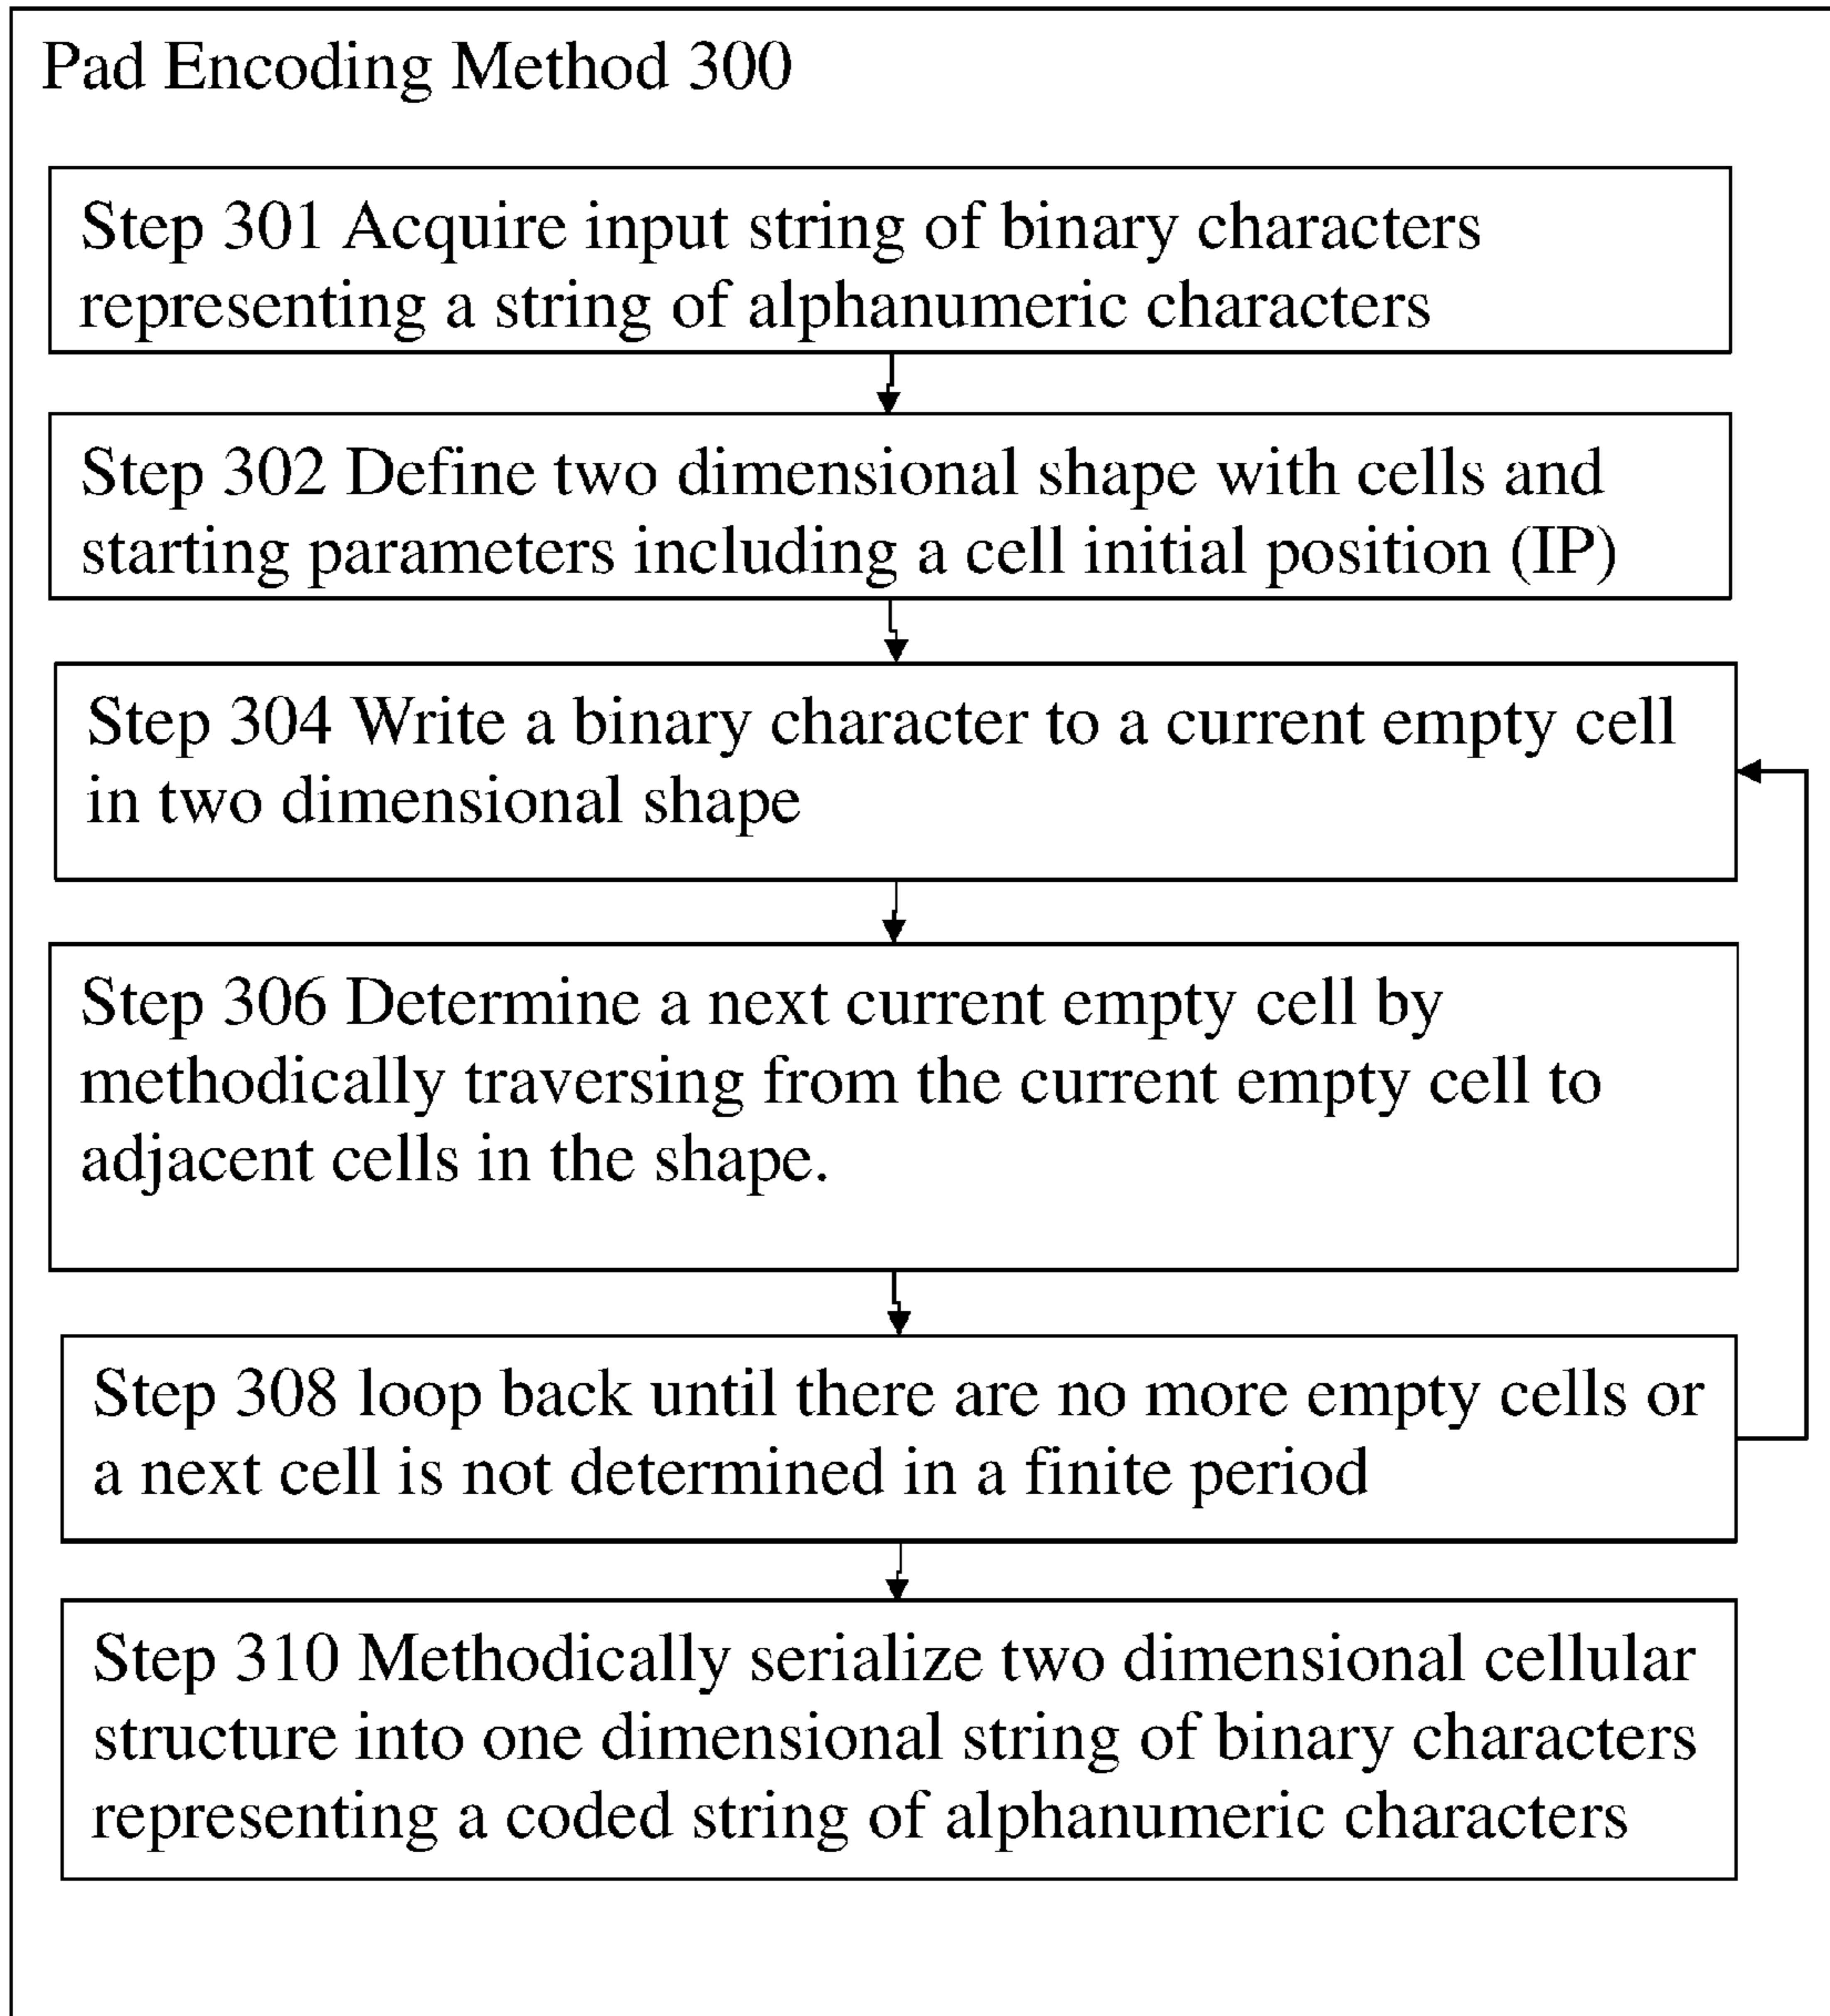 Pad Encoding Method 300
Step 301 Acquire input string of binary characters
representing a string of alphanumeric characters
Step 302 Define two dimensional shape with cells and
starting parameters including a cell initial position (IP)
Step 304 Write a binary character to a current empty cell
in two dimensional shape
Step 306 Determine a next current empty cell by
methodically traversing from the current empty cell to
adjacent cells in the shape.
Step 308 loop back until there are no more empty cells or
a next cell is not determined in a finite period
Step 310 Methodically serialize two dimensional cellular
structure into one dimensional string of binary characters
representing a coded string of alphanumeric characters